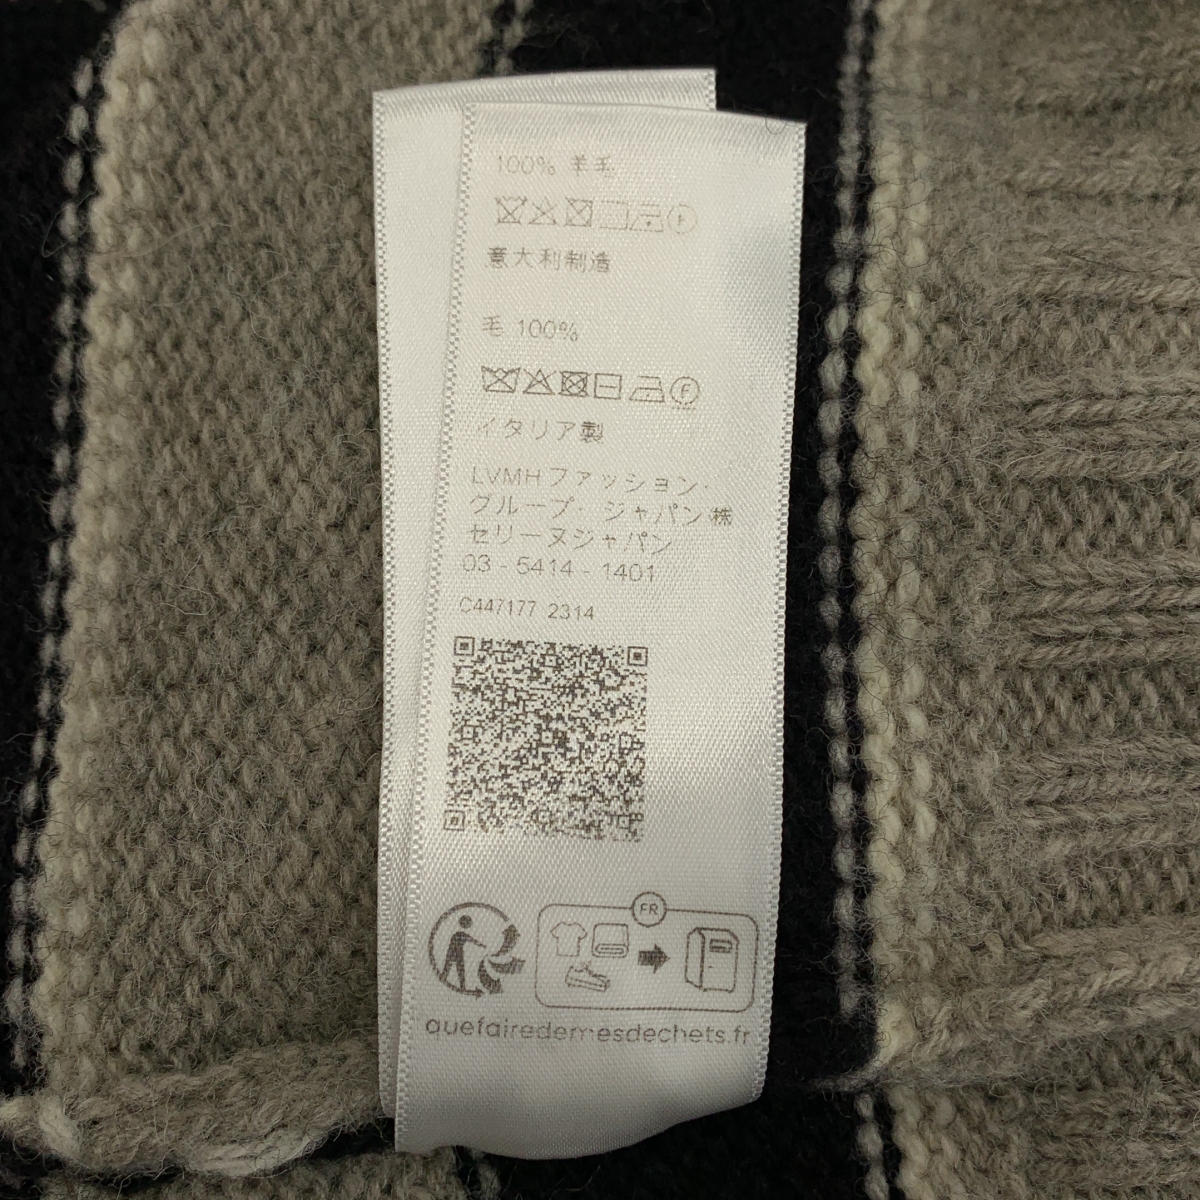 100% 羊毛
F
意大利制造
毛 100%
F
イタリア製
LVMHファッション・
グループ・ジャパン株
セリーヌジャパン
03 - 5414 - 1401
C447177 2314
FR
quefairedemesdechets.fr